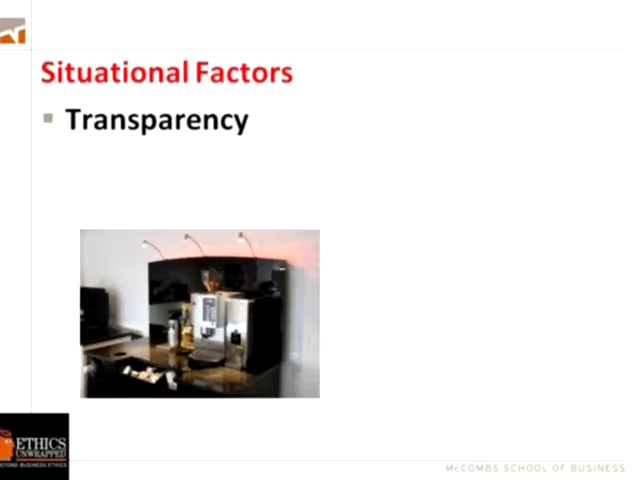 Situational Factors
Transparency
ETHICS
UNWRAPPED
BEYOND BUSINESS ETHICS
McCOMBS SCHOOL OF BUSINESS